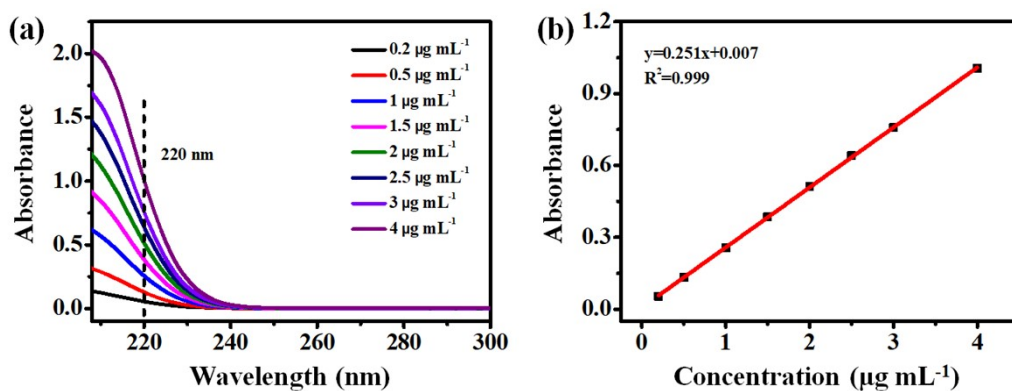 (a)
2.0
1.5
1.0
0.5
0.0
Absorbance
220
240
260
280
300
Wavelength (nm)
220 nm
0.2 μg mL⁻¹
0.5 μg mL⁻¹
1 μg mL⁻¹
1.5 μg mL⁻¹
2 μg mL⁻¹
2.5 μg mL⁻¹
3 μg mL⁻¹
4 μg mL⁻¹
(b)
1.2
0.9
0.6
0.3
0.0
Absorbance
y=0.251x+0.007
R²=0.999
0
1
2
3
4
Concentration (μg mL⁻¹)